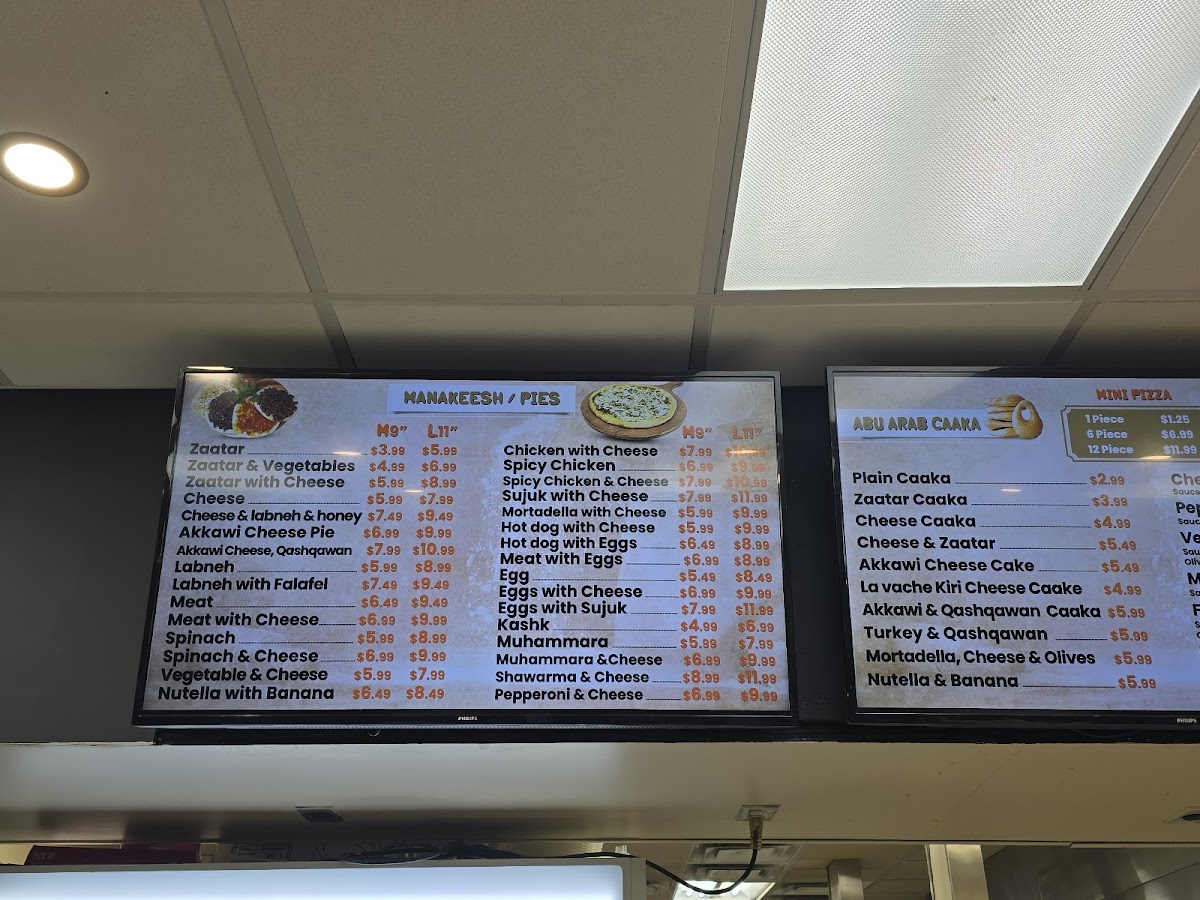 MANAKEESH / PIES
M9” L11”
Zaatar $3.99 $5.99
Zaatar & Vegetables $4.99 $6.99
Zaatar with Cheese $5.99 $8.99
Cheese $5.99 $7.99
Cheese & labneh & honey $7.49 $9.49
Akkawi Cheese Pie $6.99 $9.99
Akkawi Cheese, Qashqawan $7.99 $10.99
Labneh $5.99 $8.99
Labneh with Falafel $7.49 $9.49
Meat $6.49 $9.49
Meat with Cheese $6.99 $9.99
Spinach $5.99 $8.99
Spinach & Cheese $6.99 $9.99
Vegetable & Cheese $5.99 $7.99
Nutella with Banana $6.49 $8.49
M9” L11”
Chicken with Cheese $7.99
Spicy Chicken $6.99 $9.99
Spicy Chicken & Cheese $7.99 $10.99
Sujuk with Cheese $7.99 $11.99
Mortadella with Cheese $5.99 $9.99
Hot dog with Cheese $5.99 $9.99
Hot dog with Eggs $6.49 $8.99
Meat with Eggs $6.99 $8.99
Egg $5.49 $8.49
Eggs with Cheese $6.99 $9.99
Eggs with Sujuk $7.99 $11.99
Kashk $4.99 $6.99
Muhammara $5.99 $7.99
Muhammara &Cheese $6.99 $9.99
Shawarma & Cheese $8.99 $11.99
Pepperoni & Cheese $6.99 $9.99
PHILIPS
ABU ARAB CAAKA
MINI PIZZA
1 Piece $1.25
6 Piece $6.99
12 Piece $11.99
Plain Caaka $2.99
Zaatar Caaka $3.99
Cheese Caaka $4.99
Cheese & Zaatar $5.49
Akkawi Cheese Cake $5.49
La vache Kiri Cheese Caake $4.99
Akkawi & Qashqawan Caaka $5.99
Turkey & Qashqawan $5.99
Mortadella, Cheese & Olives $5.99
Nutella & Banana $5.99
PHILIPS